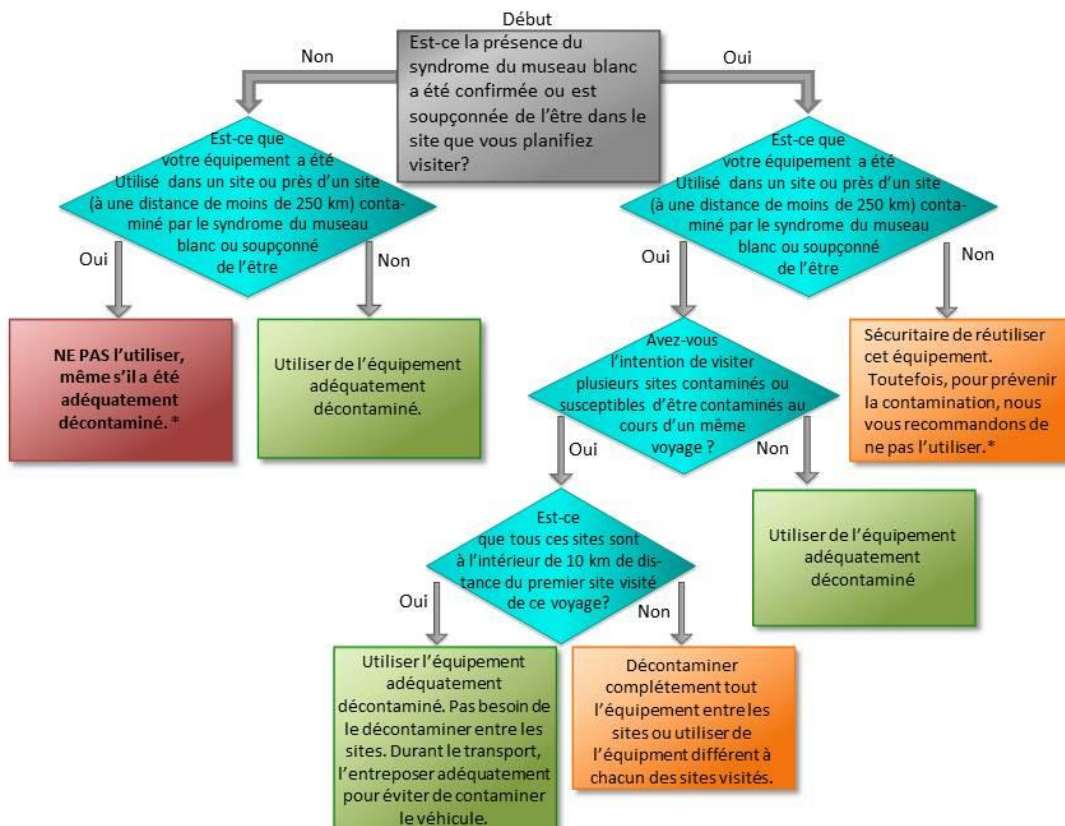 Début
Non
Est-ce la présence du
syndrome du museau blanc
a été confirmée ou est
soupçonnée de l'être dans le
site que vous planifiez
visiter?
Oui
Est-ce que
votre équipement a été
Utilisé dans un site ou près d'un site
(à une distance de moins de 250 km) conta-
miné par le syndrome du museau
blanc ou soupçonné
de l'être
Est-ce que
votre équipement a été
Utilisé dans un site ou près d'un site
(à une distance de moins de 250 km) conta-
miné par le syndrome du museau
blanc ou soupçonné
de l'être
Oui
Non
Oui
Non
NE PAS l'utiliser,
même s'il a été
adéquatement
décontaminé. *
Utiliser de l'équipement
adéquatement
décontaminé.
Avez-vous
l'intention de visiter
plusieurs sites contaminés ou
susceptibles d'être contaminés au
cours d'un même
voyage ?
Sécuritaire de réutiliser
cet équipement.
Toutefois, pour prévenir
la contamination, nous
vous recommandons de
ne pas l'utiliser.*
Oui
Non
Est-ce
que tous ces sites sont
à l'intérieur de 10 km de dis-
tance du premier site visité
de ce voyage?
Utiliser de l'équipement
adéquatement
décontaminé
Oui
Non
Utiliser l'équipement
adéquatement
décontaminé. Pas besoin de
le décontaminer entre les
sites. Durant le transport,
l'entreposer adéquatement
pour éviter de contaminer
le véhicule.
Décontaminer
complétement tout
l'équipement entre les
sites ou utiliser de
l'équipment différent à
chacun des sites visités.